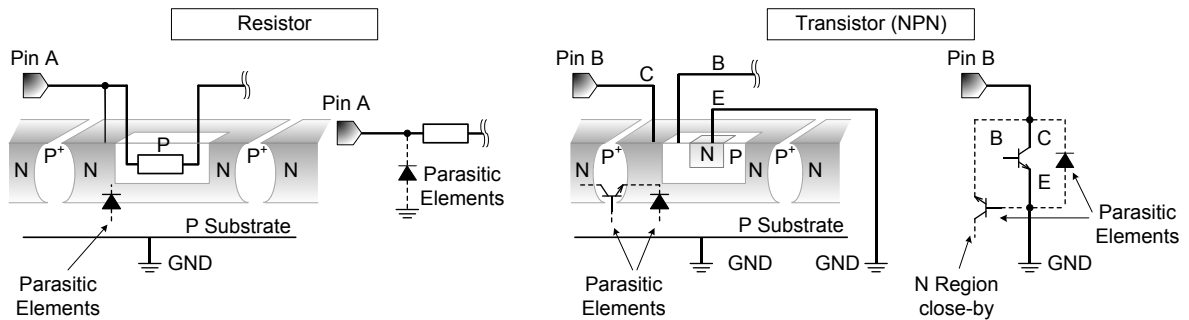 Resistor
Transistor (NPN)
Pin A
Pin A
N
P+
N
P
N
P+
N
Parasitic
Elements
P Substrate
GND
Parasitic
Elements
Pin B
C
B
E
N
P+
N
N
P
N
P+
N
P Substrate
GND
GND
Parasitic
Elements
Pin B
B
C
E
Parasitic
Elements
GND
N Region
close-by